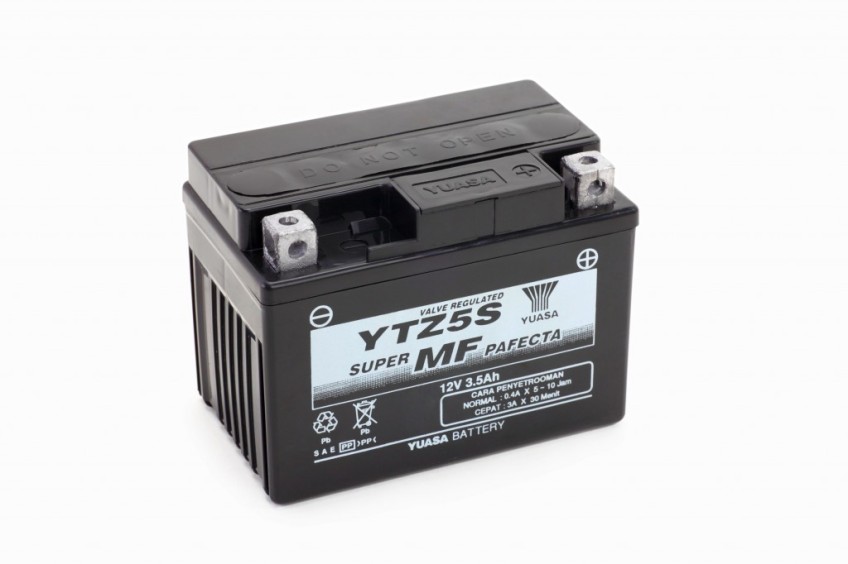 DO NOT OPEN
YUASA +
- +
VALVE REGULATED
YTZ5S
YUASA
SUPER MF PAFECTA
12V 3.5Ah
CARA PENYETROOMAN
NORMAL : 0.4A X 5 – 10 Jam
CEPAT : 3A X 30 Menit
Pb Pb
S A E PP >PP<
YUASA BATTERY